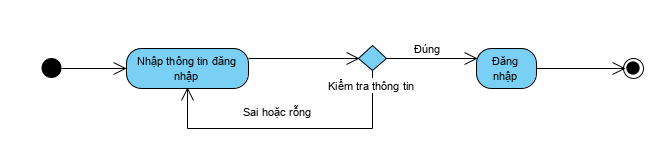 Nhập thông tin đăng
nhập
Đúng
Đăng
nhập
Kiểm tra thông tin
Sai hoặc rỗng